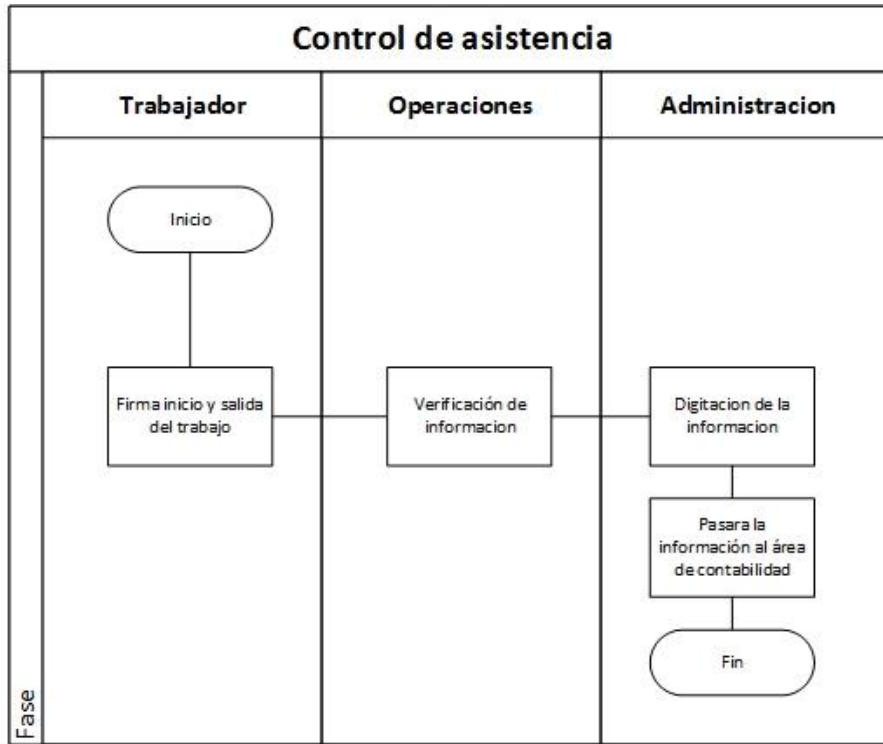 Control de asistencia
Trabajador
Operaciones
Administracion
Inicio
Firma inicio y salida
del trabajo
Verificación de
informacion
Digitacion de la
informacion
Pasara la
información al área
de contabilidad
Fin
Fase